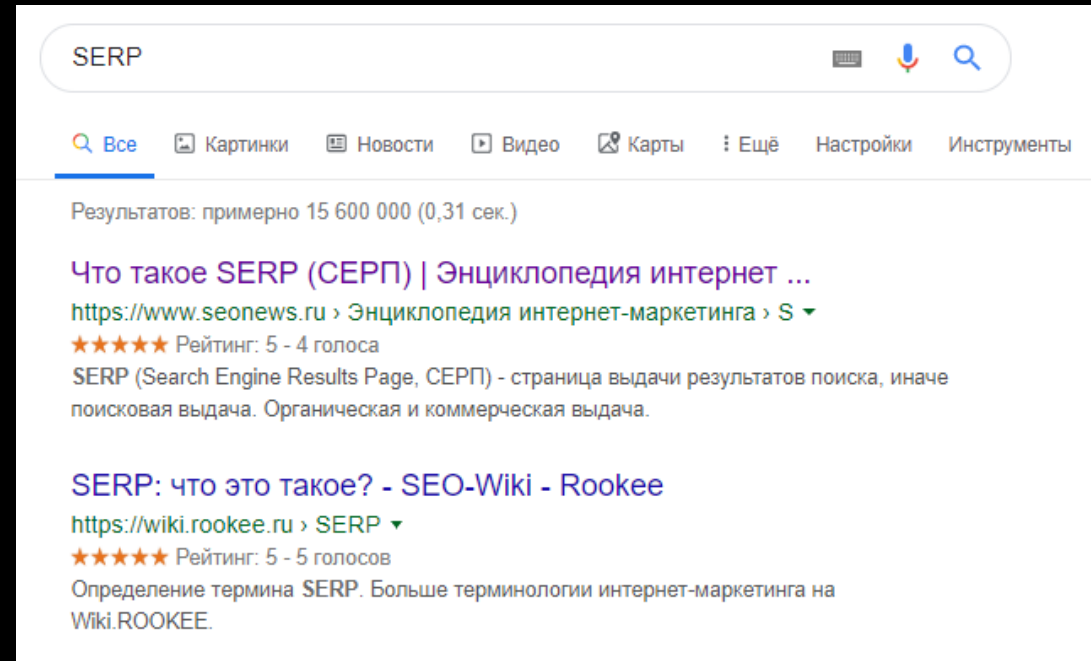 SERP
Все Картинки Новости Видео Карты Ещё Настройки Инструменты
Результатов: примерно 15 600 000 (0,31 сек.)
Что такое SERP (СЕРП) | Энциклопедия интернет ...
https://www.seonews.ru › Энциклопедия интернет-маркетинга › S
★★★★★ Рейтинг: 5 - 4 голоса
SERP (Search Engine Results Page, СЕРП) - страница выдачи результатов поиска, иначе
поисковая выдача. Органическая и коммерческая выдача.
SERP: что это такое? - SEO-Wiki - Rookee
https://wiki.rookee.ru › SERP
★★★★★ Рейтинг: 5 - 5 голосов
Определение термина SERP. Больше терминологии интернет-маркетинга на
Wiki.ROOKEE.